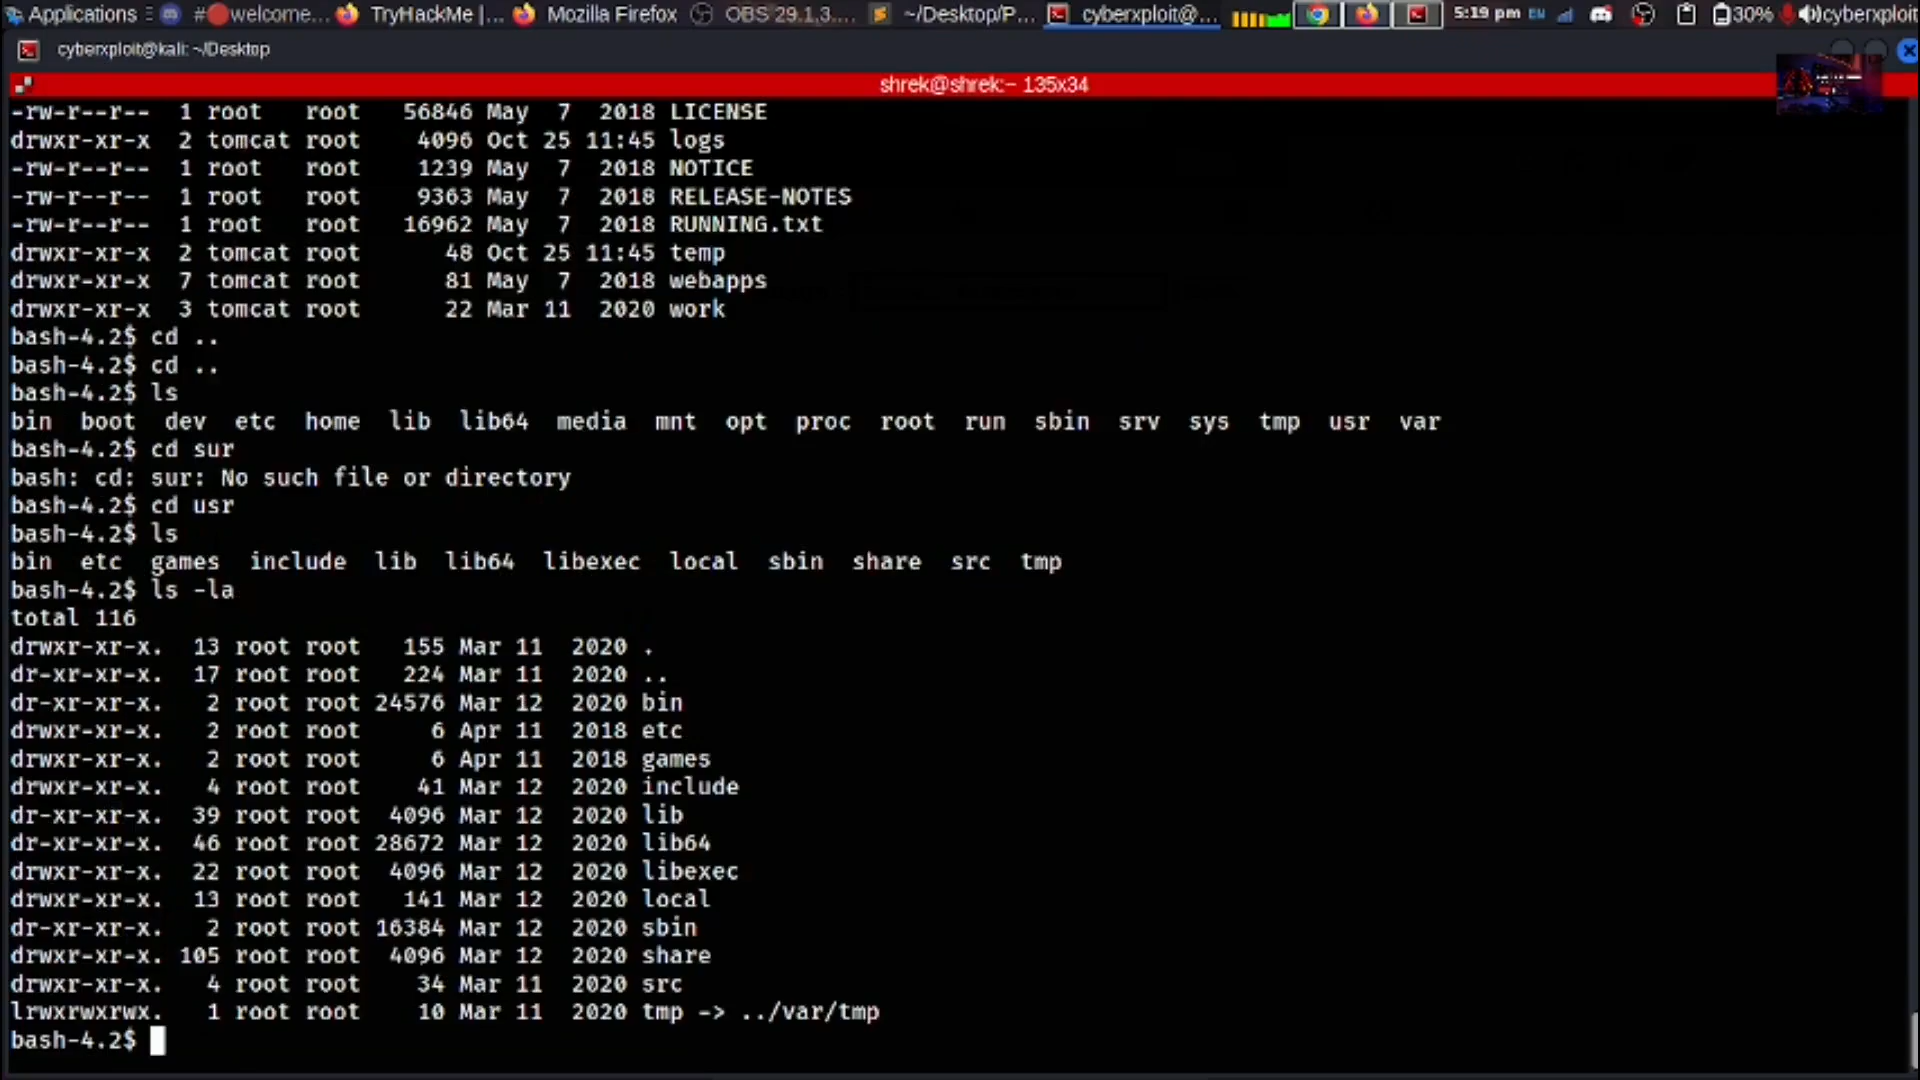 Applications #welcome... TryHackMe |... Mozilla Firefox OBS 29.1.3.... ~/Desktop/P... cyberxploit@... 5:19 pm EN 30% cyberxploit
cyberxploit@kali: ~/Desktop
shrek@shrek:~ 135x34
-rw-r--r--  1 root   root   56846 May  7  2018 LICENSE
drwxr-xr-x  2 tomcat root    4096 Oct 25 11:45 logs
-rw-r--r--  1 root   root    1239 May  7  2018 NOTICE
-rw-r--r--  1 root   root    9363 May  7  2018 RELEASE-NOTES
-rw-r--r--  1 root   root   16962 May  7  2018 RUNNING.txt
drwxr-xr-x  2 tomcat root      48 Oct 25 11:45 temp
drwxr-xr-x  7 tomcat root      81 May  7  2018 webapps
drwxr-xr-x  3 tomcat root      22 Mar 11  2020 work
bash-4.2$ cd ..
bash-4.2$ cd ..
bash-4.2$ ls
bin  boot  dev  etc  home  lib  lib64  media  mnt  opt  proc  root  run  sbin  srv  sys  tmp  usr  var
bash-4.2$ cd sur
bash: cd: sur: No such file or directory
bash-4.2$ cd usr
bash-4.2$ ls
bin  etc  games  include  lib  lib64  libexec  local  sbin  share  src  tmp
bash-4.2$ ls -la
total 116
drwxr-xr-x.  13 root root   155 Mar 11  2020 .
dr-xr-xr-x.  17 root root   224 Mar 11  2020 ..
dr-xr-xr-x.   2 root root 24576 Mar 12  2020 bin
drwxr-xr-x.   2 root root     6 Apr 11  2018 etc
drwxr-xr-x.   2 root root     6 Apr 11  2018 games
drwxr-xr-x.   4 root root    41 Mar 12  2020 include
dr-xr-xr-x.  39 root root  4096 Mar 12  2020 lib
dr-xr-xr-x.  46 root root 28672 Mar 12  2020 lib64
drwxr-xr-x.  22 root root  4096 Mar 12  2020 libexec
drwxr-xr-x.  13 root root   141 Mar 12  2020 local
dr-xr-xr-x.   2 root root 16384 Mar 12  2020 sbin
drwxr-xr-x. 105 root root  4096 Mar 12  2020 share
drwxr-xr-x.   4 root root    34 Mar 11  2020 src
lrwxrwxrwx.   1 root root    10 Mar 11  2020 tmp -> ../var/tmp
bash-4.2$